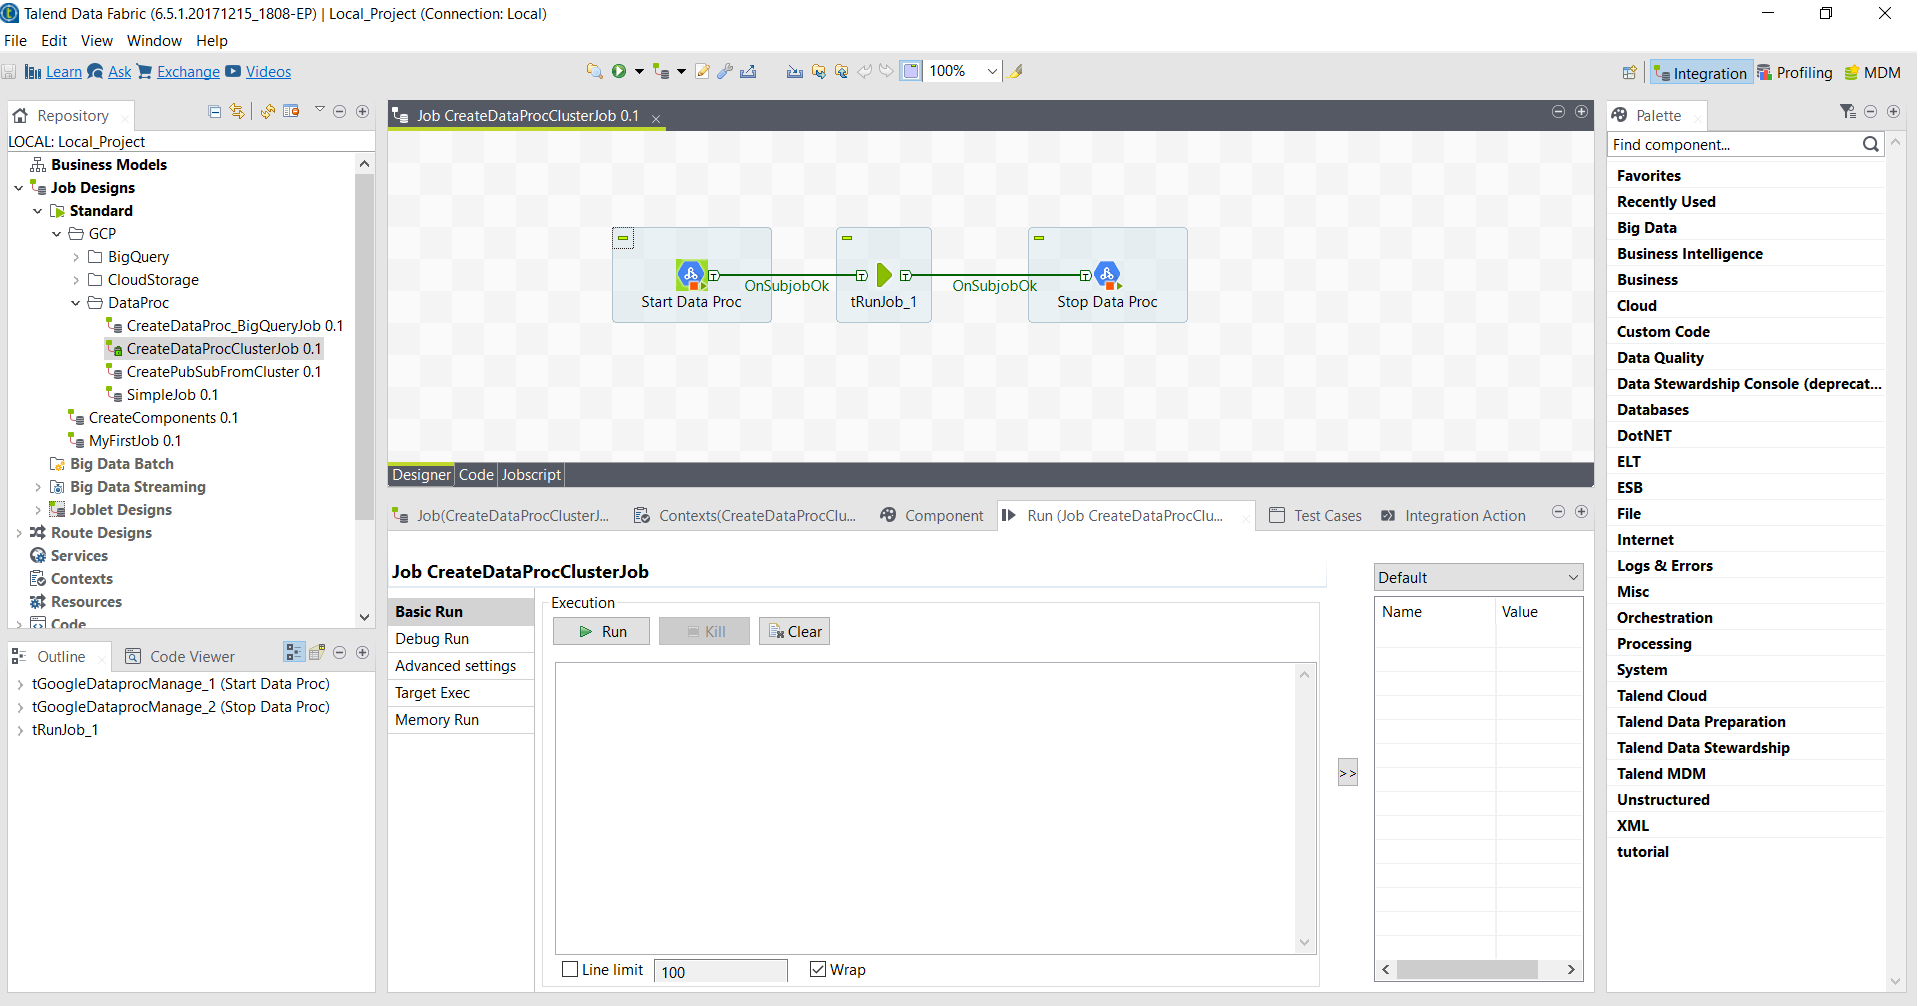 Talend Data Fabric (6.5.1.20171215_1808-EP) | Local_Project (Connection: Local)
File Edit View Window Help
Learn Ask Exchange Videos
100%
Integration Profiling MDM
Repository
LOCAL: Local_Project
Business Models
Job Designs
Standard
GCP
BigQuery
CloudStorage
DataProc
CreateDataProc_BigQueryJob 0.1
CreateDataProcClusterJob 0.1
CreatePubSubFromCluster 0.1
SimpleJob 0.1
CreateComponents 0.1
MyFirstJob 0.1
Big Data Batch
Big Data Streaming
Joblet Designs
Route Designs
Services
Contexts
Resources
Code
Outline Code Viewer
tGoogleDataprocManage_1 (Start Data Proc)
tGoogleDataprocManage_2 (Stop Data Proc)
tRunJob_1
Job CreateDataProcClusterJob 0.1
OnSubjobOk OnSubjobOk
Start Data Proc tRunJob_1 Stop Data Proc
Designer Code Jobscript
Job(CreateDataProcClusterJ... Contexts(CreateDataProcClu... Component Run (Job CreateDataProcClu... Test Cases Integration Action
Job CreateDataProcClusterJob
Basic Run
Debug Run
Advanced settings
Target Exec
Memory Run
Execution
Run Kill Clear
Line limit 100 Wrap
>>
Default
Name Value
Palette
Find component...
Favorites
Recently Used
Big Data
Business Intelligence
Business
Cloud
Custom Code
Data Quality
Data Stewardship Console (deprecat...
Databases
DotNET
ELT
ESB
File
Internet
Logs & Errors
Misc
Orchestration
Processing
System
Talend Cloud
Talend Data Preparation
Talend Data Stewardship
Talend MDM
Unstructured
XML
tutorial